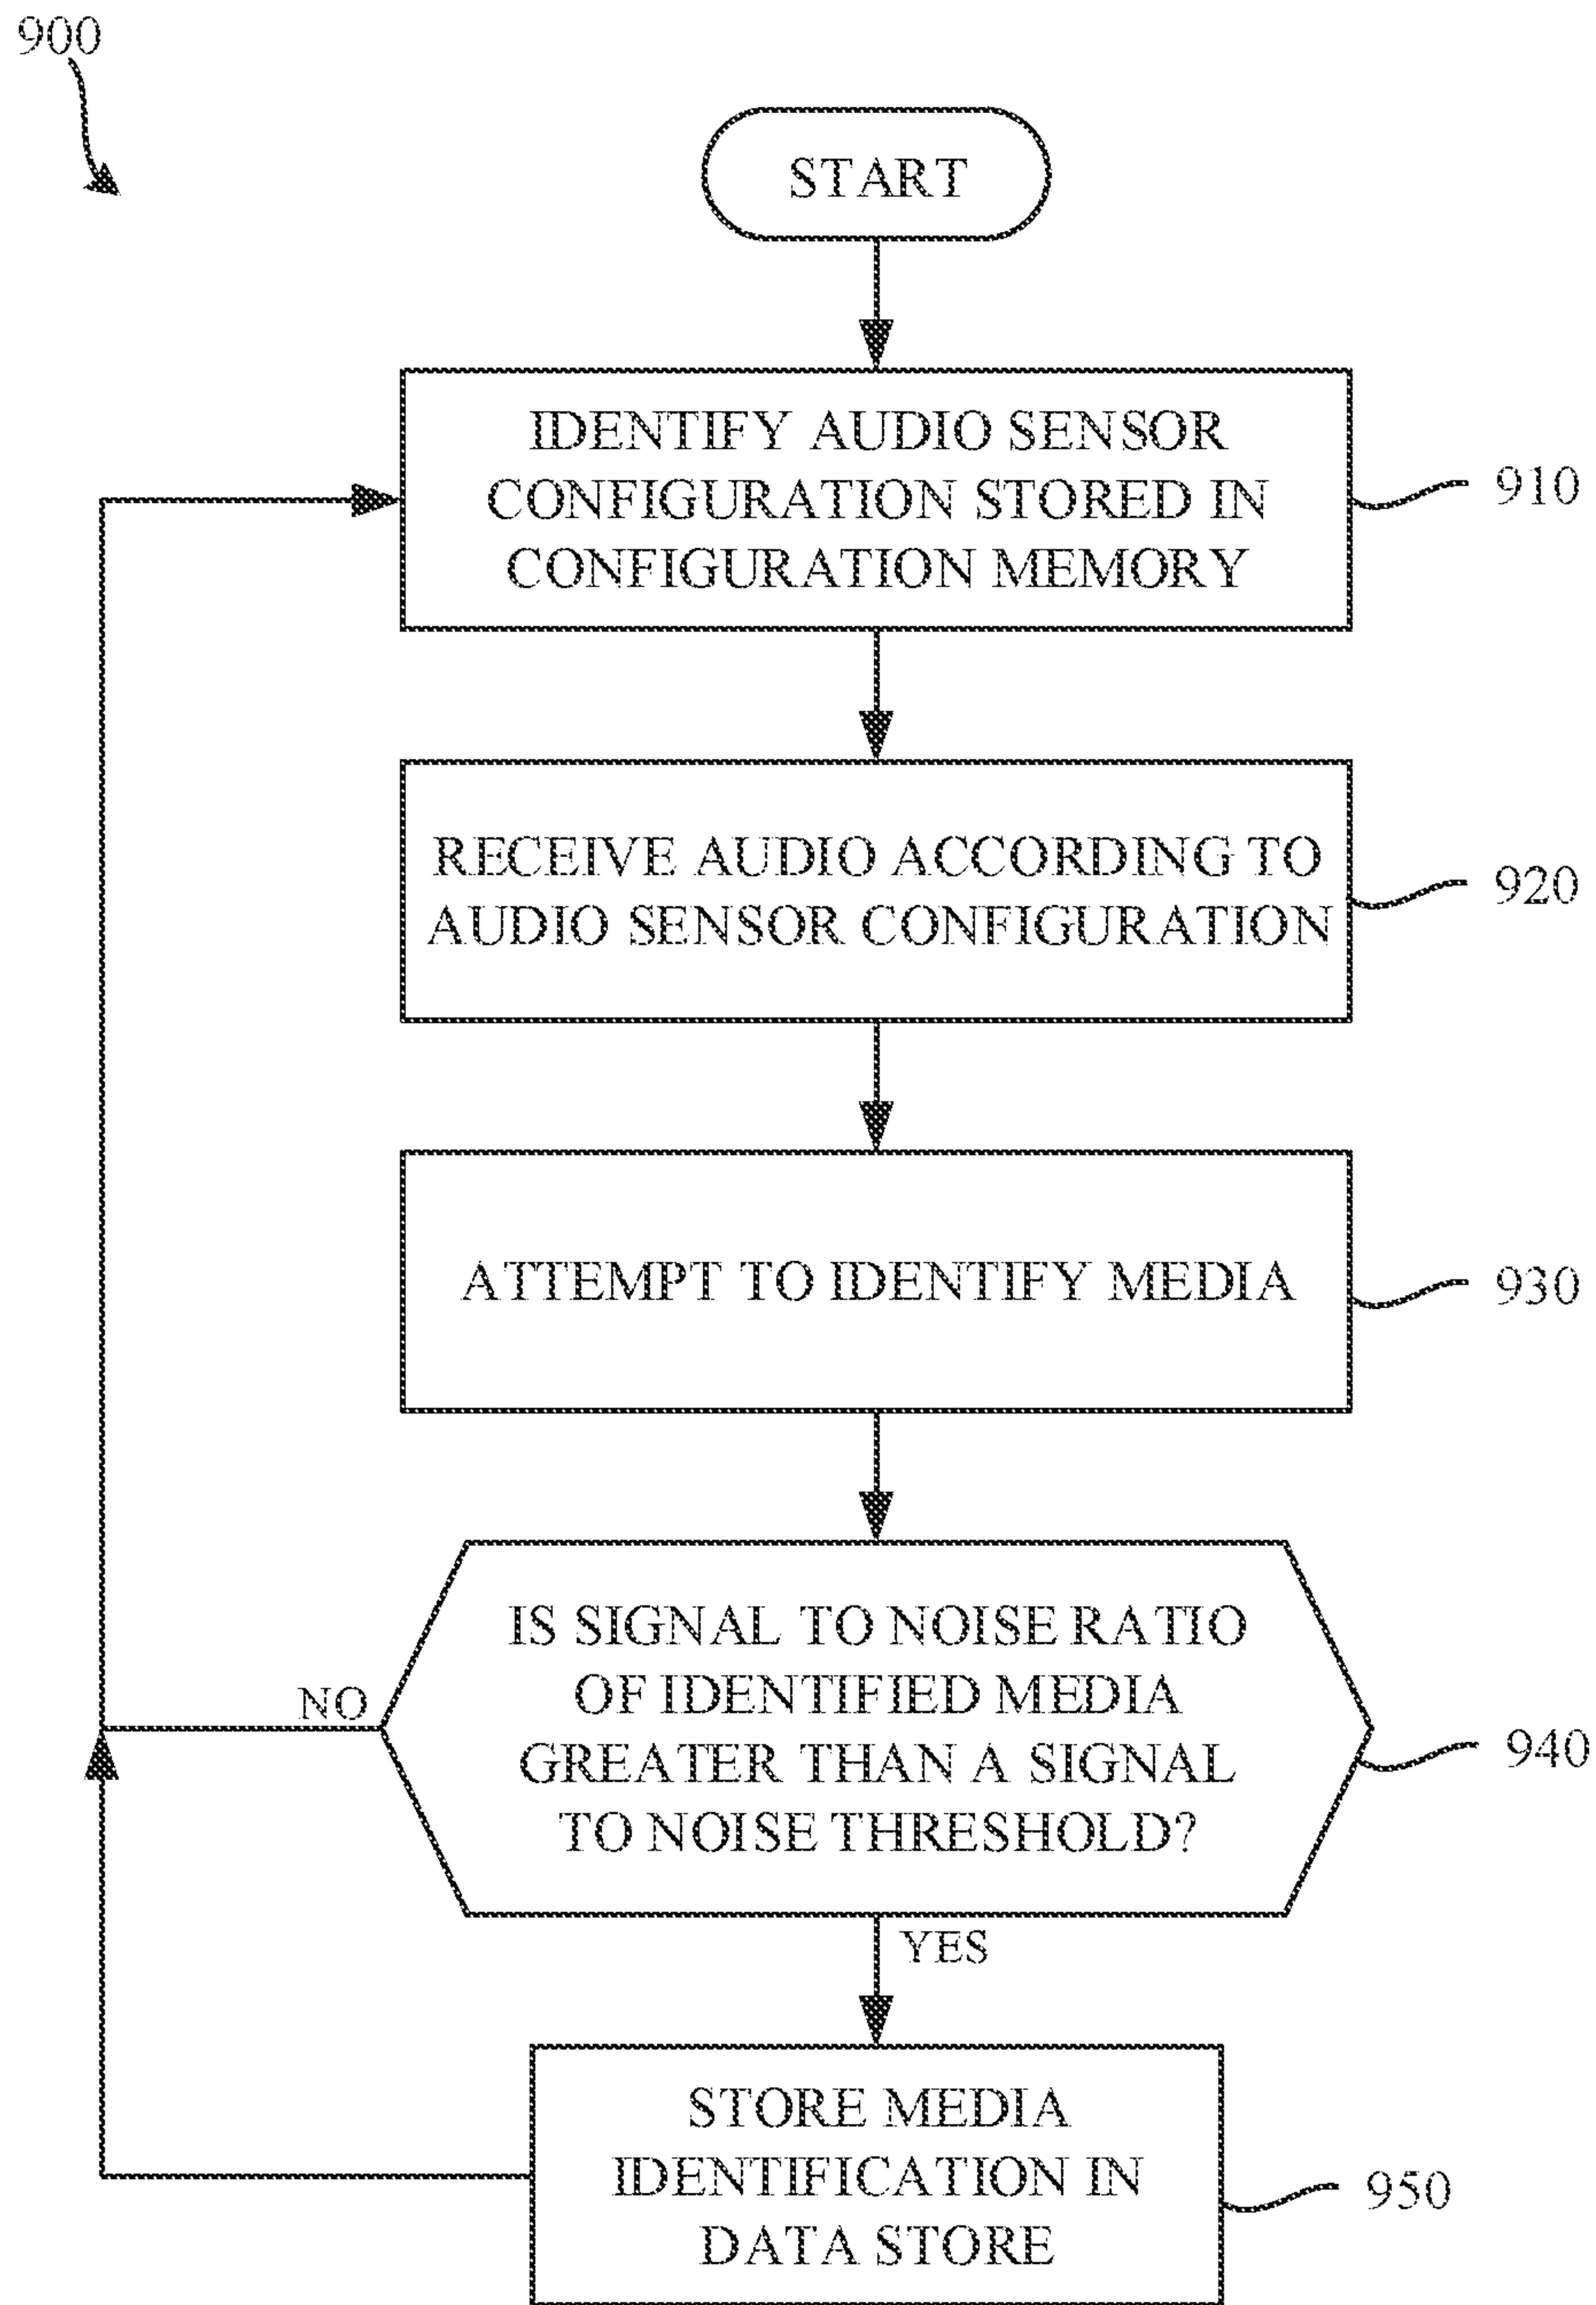 900
START
IDENTIFY AUDIO SENSOR
CONFIGURATION STORED IN
CONFIGURATION MEMORY
910
RECEIVE AUDIO ACCORDING TO
AUDIO SENSOR CONFIGURATION
920
ATTEMPT TO IDENTIFY MEDIA
930
IS SIGNAL TO NOISE RATIO
OF IDENTIFIED MEDIA
GREATER THAN A SIGNAL
TO NOISE THRESHOLD?
NO
940
YES
STORE MEDIA
IDENTIFICATION IN
DATA STORE
950